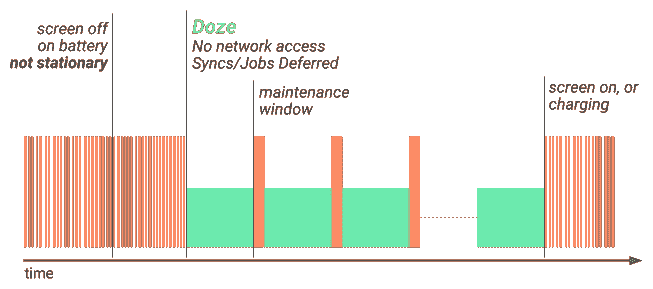 screen off
on battery
not stationary
Doze
No network access
Syncs/Jobs Deferred
maintenance
window
screen on, or
charging
time